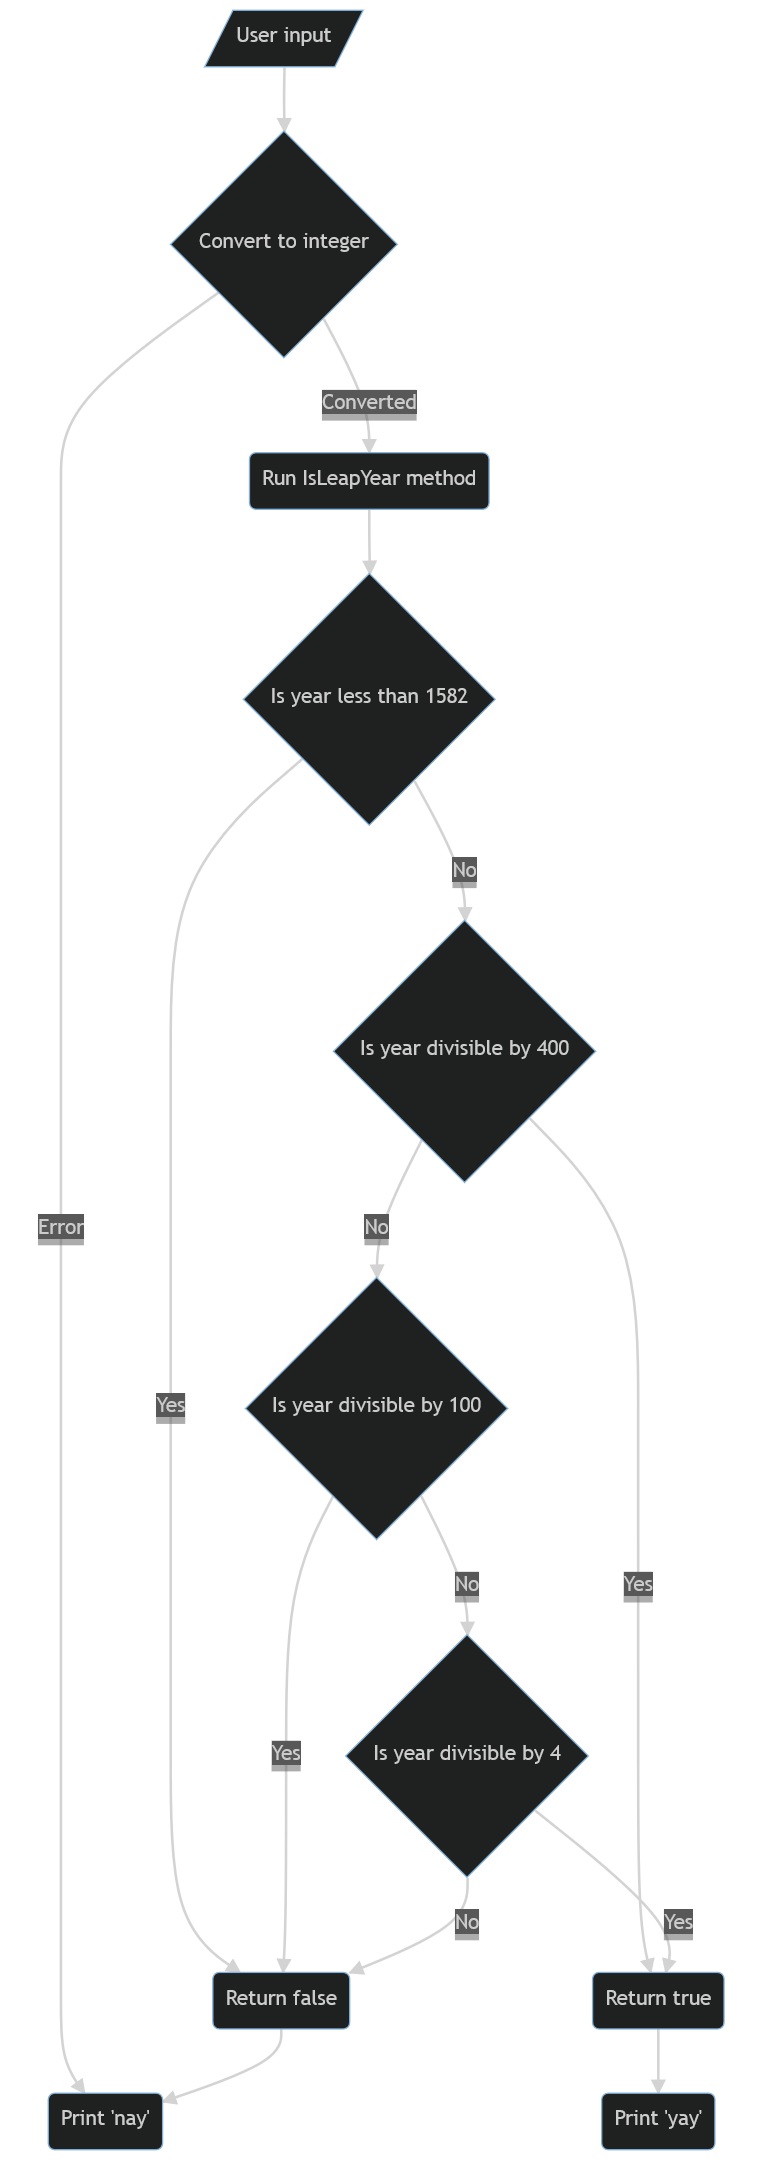 User input
Convert to integer
Converted
Run IsLeapYear method
Is year less than 1582
No
Is year divisible by 400
No
Error
Is year divisible by 100
Yes
No
Yes
Is year divisible by 4
Yes
No
Yes
Return false
Return true
Print 'nay'
Print 'yay'